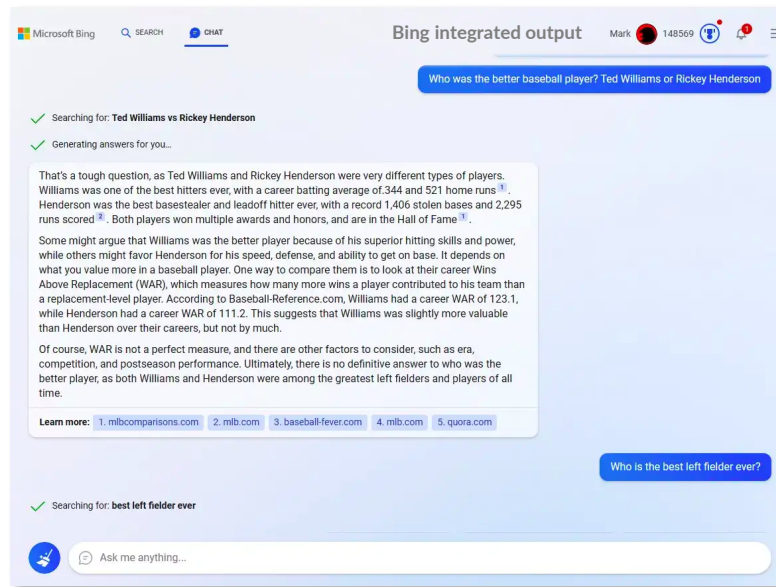 Microsoft Bing
SEARCH
CHAT
Bing integrated output
Mark
148569
1
Who was the better baseball player? Ted Williams or Rickey Henderson
Searching for: Ted Williams vs Rickey Henderson
Generating answers for you...
That's a tough question, as Ted Williams and Rickey Henderson were very different types of players.
Williams was one of the best hitters ever, with a career batting average of.344 and 521 home runs 1 .
Henderson was the best basestealer and leadoff hitter ever, with a record 1,406 stolen bases and 2,295
runs scored 2 . Both players won multiple awards and honors, and are in the Hall of Fame 1 .
Some might argue that Williams was the better player because of his superior hitting skills and power,
while others might favor Henderson for his speed, defense, and ability to get on base. It depends on
what you value more in a baseball player. One way to compare them is to look at their career Wins
Above Replacement (WAR), which measures how many more wins a player contributed to his team than
a replacement-level player. According to Baseball-Reference.com, Williams had a career WAR of 123.1,
while Henderson had a career WAR of 111.2. This suggests that Williams was slightly more valuable
than Henderson over their careers, but not by much.
Of course, WAR is not a perfect measure, and there are other factors to consider, such as era,
competition, and postseason performance. Ultimately, there is no definitive answer to who was the
better player, as both Williams and Henderson were among the greatest left fielders and players of all
time.
Learn more: 1. mlbcomparisons.com 2. mlb.com 3. baseball-fever.com 4. mlb.com 5. quora.com
Who is the best left fielder ever?
Searching for: best left fielder ever
Ask me anything...